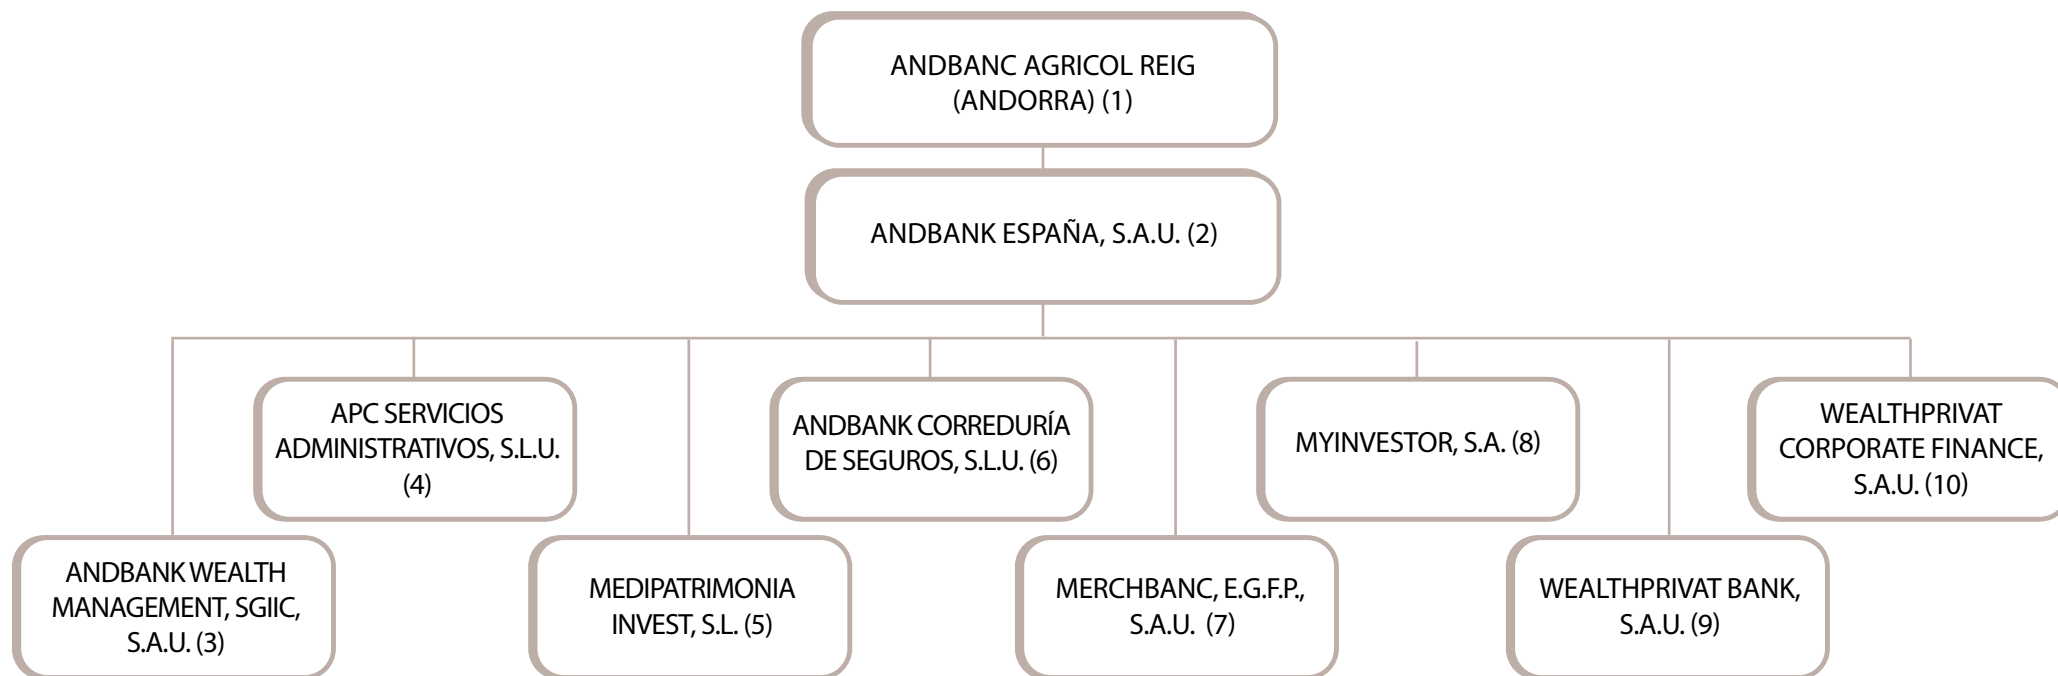 ANDBANC AGRICOL REIG
(ANDORRA) (1)
ANDBANK ESPAÑA, S.A.U. (2)
APC SERVICIOS
ADMINISTRATIVOS, S.L.U.
(4)
ANDBANK CORREDURÍA
DE SEGUROS, S.L.U. (6)
MYINVESTOR, S.A. (8)
WEALTHPRIVAT
CORPORATE FINANCE,
S.A.U. (10)
ANDBANK WEALTH
MANAGEMENT, SGIIC,
S.A.U. (3)
MEDIPATRIMONIA
INVEST, S.L. (5)
MERCHBANC, E.G.F.P.,
S.A.U. (7)
WEALTHPRIVAT BANK,
S.A.U. (9)